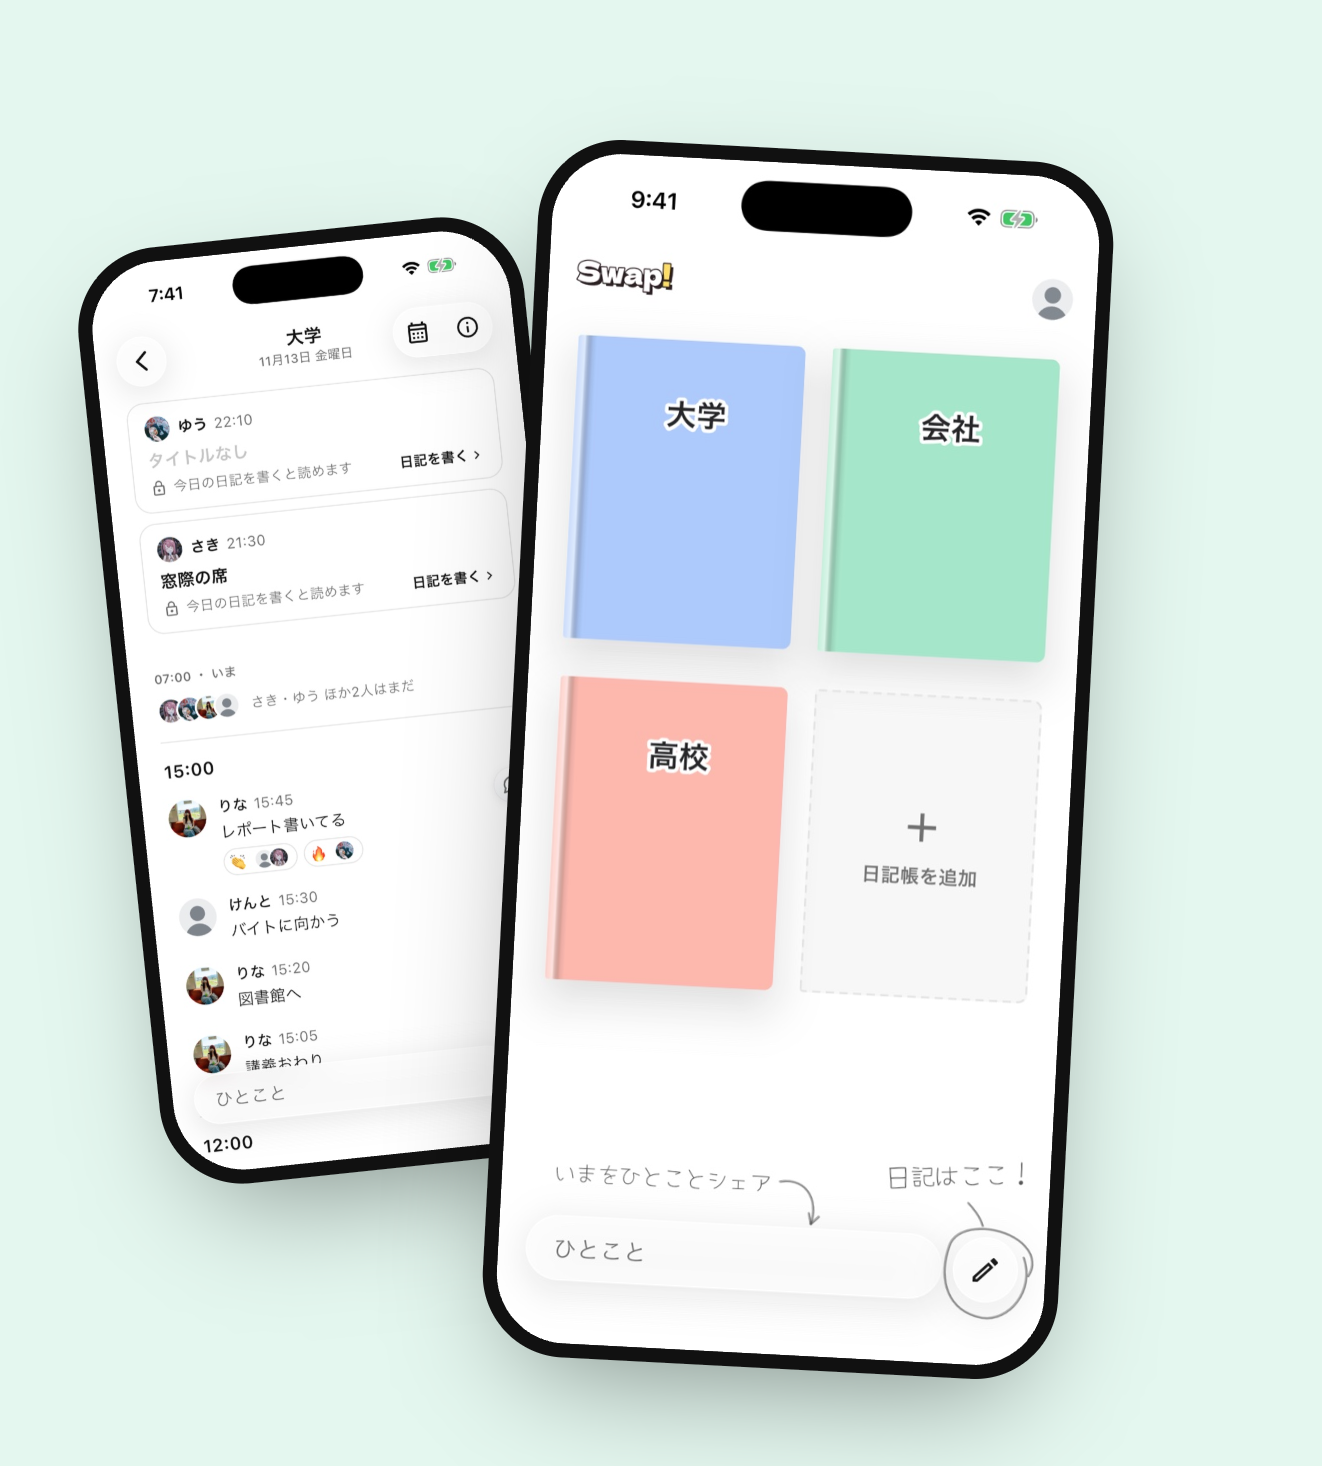 7:41
大学
11月13日 金曜日
ゆう 22:10
タイトルなし
今日の日記を書くと読めます
日記を書く
さき 21:30
窓際の席
今日の日記を書くと読めます
日記を書く
07:00 ・ いま
さき・ゆう ほか2人はまだ
15:00
りな 15:45
レポート書いてる
けんと 15:30
バイトに向かう
りな 15:20
図書館へ
りな 15:05
講義おわり
ひとこと
12:00
9:41
Swap!
大学
会社
高校
日記帳を追加
いまをひとことシェア
日記はここ！
ひとこと